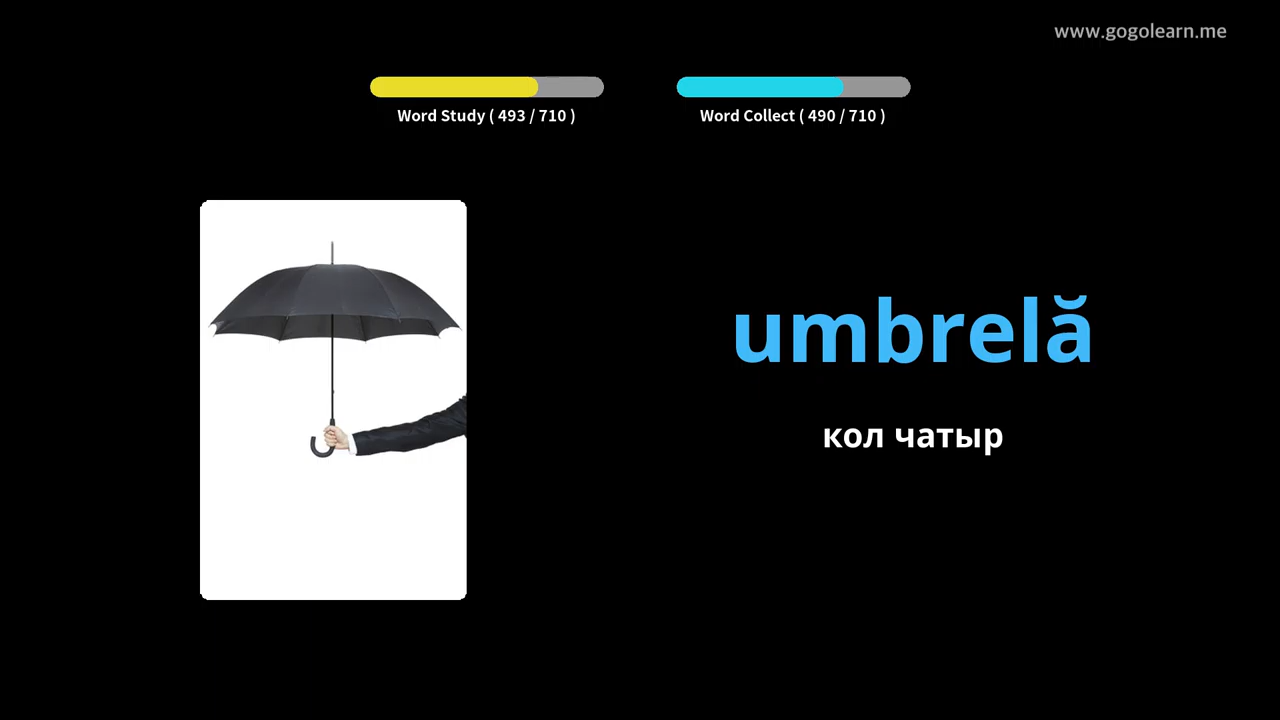 www.gogolearn.me
Word Study ( 493 / 710 )
Word Collect ( 490 / 710 )
umbrelă
кол чатыр